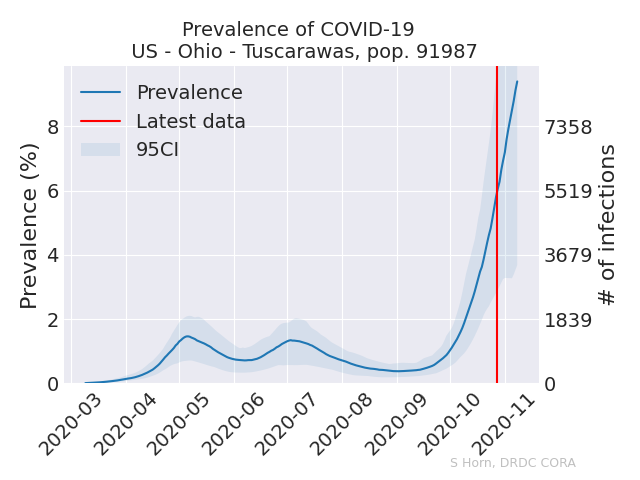 Prevalence of COVID-19
US - Ohio - Tuscarawas, pop. 91987
Prevalence
Latest data
95CI
Prevalence (%)
8
6
4
2
0
7358
5519
3679
1839
0
# of infections
2020-03
2020-04
2020-05
2020-06
2020-07
2020-08
2020-09
2020-10
2020-11
S Horn, DRDC CORA